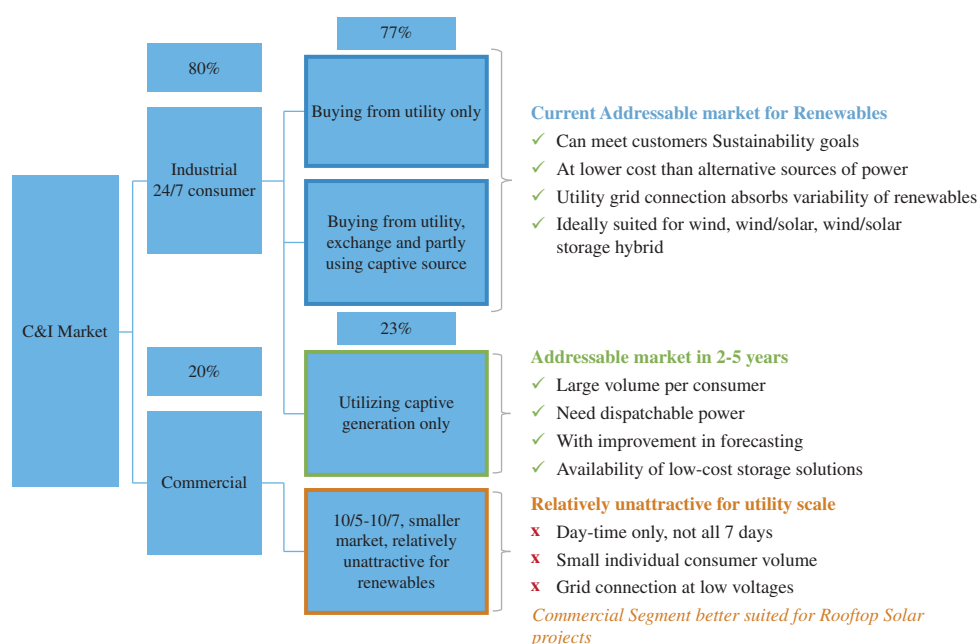 C&I Market
80%
Industrial
24/7 consumer
20%
Commercial
77%
Buying from utility only
Buying from utility,
exchange and partly
using captive source
23%
Utilizing captive
generation only
10/5-10/7, smaller
market, relatively
unattractive for
renewables
Current Addressable market for Renewables
✓ Can meet customers Sustainability goals
✓ At lower cost than alternative sources of power
✓ Utility grid connection absorbs variability of renewables
✓ Ideally suited for wind, wind/solar, wind/solar
storage hybrid
Addressable market in 2-5 years
✓ Large volume per consumer
✓ Need dispatchable power
✓ With improvement in forecasting
✓ Availability of low-cost storage solutions
Relatively unattractive for utility scale
x Day-time only, not all 7 days
x Small individual consumer volume
x Grid connection at low voltages
Commercial Segment better suited for Rooftop Solar
projects